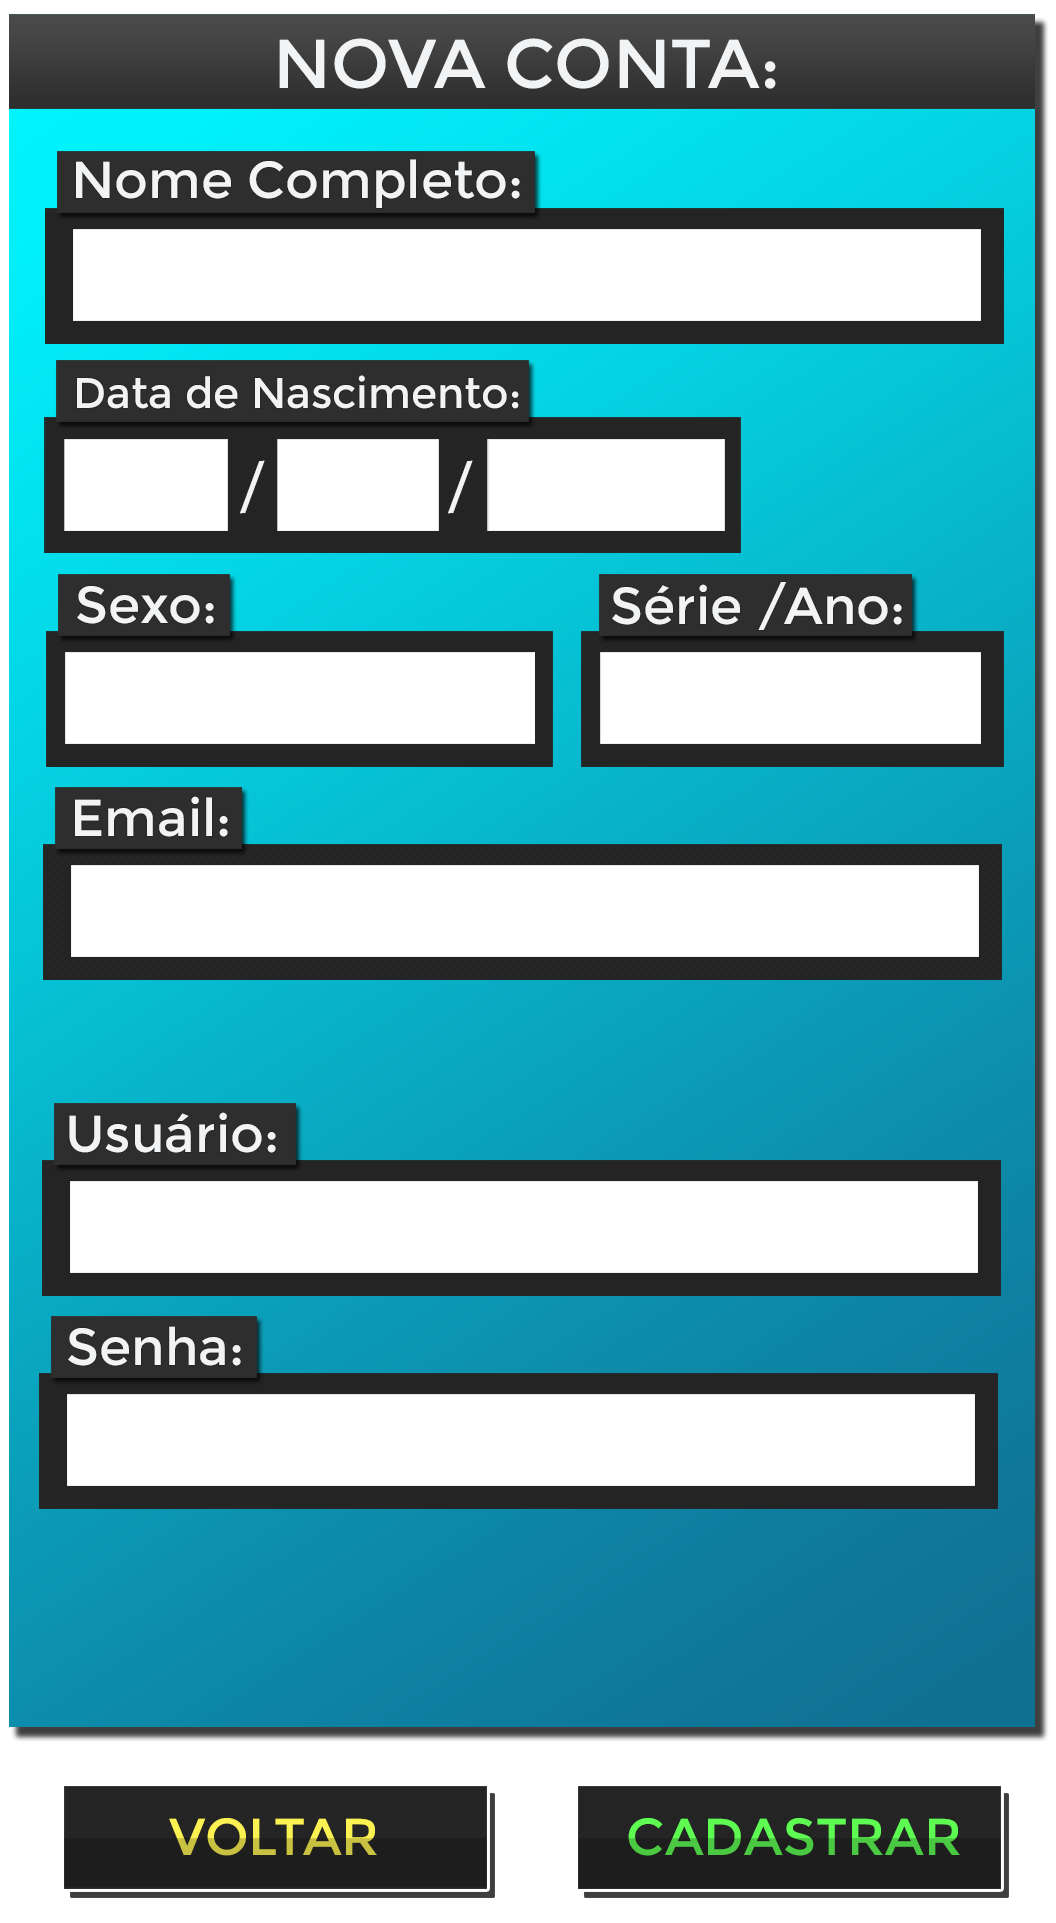 NOVA CONTA:
Nome Completo:
Data de Nascimento:
/ /
Sexo: Série /Ano:
Email:
Usuário:
Senha:
VOLTAR CADASTRAR